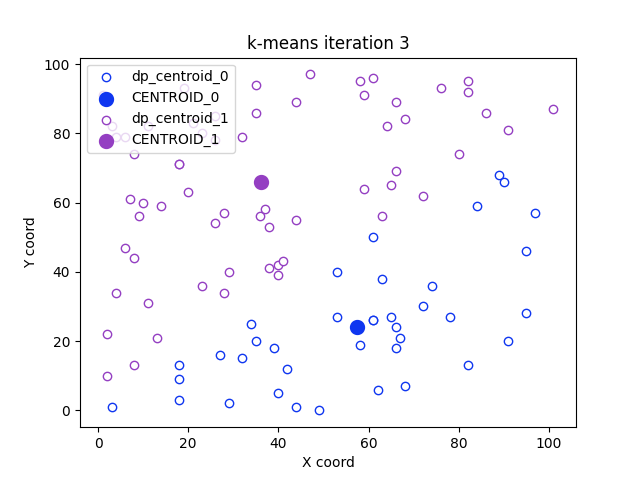 k-means iteration 3
dp_centroid_0
CENTROID_0
dp_centroid_1
CENTROID_1
100
80
60
40
20
0
Y coord
0 20 40 60 80 100
X coord